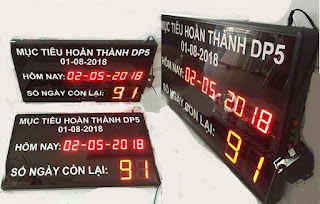 MỤC TIÊU HOÀN THÀNH DP5
01-08-2018
HÔM NAY: 02-05-2018
SỐ NGÀY CÒN LẠI: 91
MỤC TIÊU HOÀN THÀNH DP5
01-08-2018
HÔM NAY: 02-05-2018
SỐ NGÀY CÒN LẠI: 91
MỤC TIÊU HOÀN THÀNH DP5
01-08-2018
HÔM NAY: 02-05-2018
SỐ NGÀY CÒN LẠI: 91